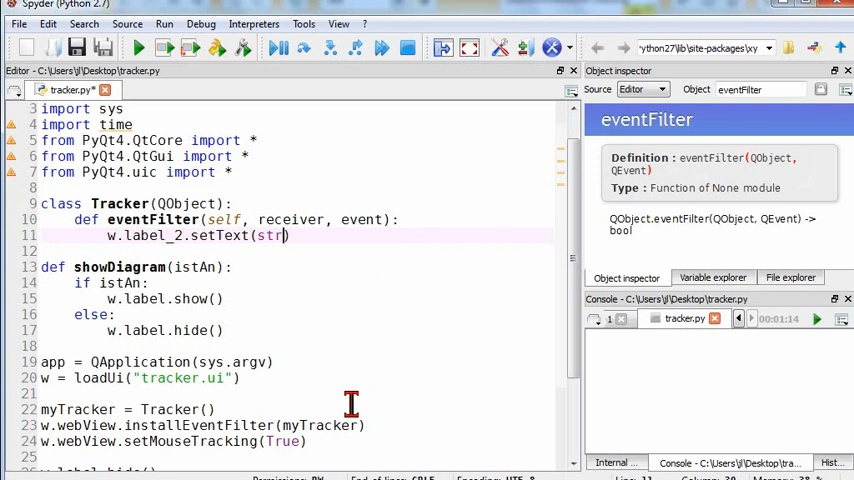 Spyder (Python 2.7)
File Edit Search Source Run Debug Interpreters Tools View ?
ython27\lib\site-packages\xy
Editor - C:\Users\jl\Desktop\tracker.py
tracker.py*
3 import sys
4 import time
5 from PyQt4.QtCore import *
6 from PyQt4.QtGui import *
7 from PyQt4.uic import *
8
9 class Tracker(QObject):
10 def eventFilter(self, receiver, event):
11 w.label_2.setText(str)
12
13 def showDiagram(istAn):
14 if istAn:
15 w.label.show()
16 else:
17 w.label.hide()
18
19 app = QApplication(sys.argv)
20 w = loadUi("tracker.ui")
21
22 myTracker = Tracker()
23 w.webView.installEventFilter(myTracker)
24 w.webView.setMouseTracking(True)
Object inspector
Source Editor Object eventFilter
eventFilter
Definition : eventFilter(QObject,
QEvent)
Type : Function of None module
QObject.eventFilter(QObject, QEvent) ->
bool
Object inspector Variable explorer File explorer
Console - C:\Users\jl\Desktop\tracker.py
1 tracker.py 00:01:14
Internal ... Console - C:\Users\jl\Desktop\tra... Hist...